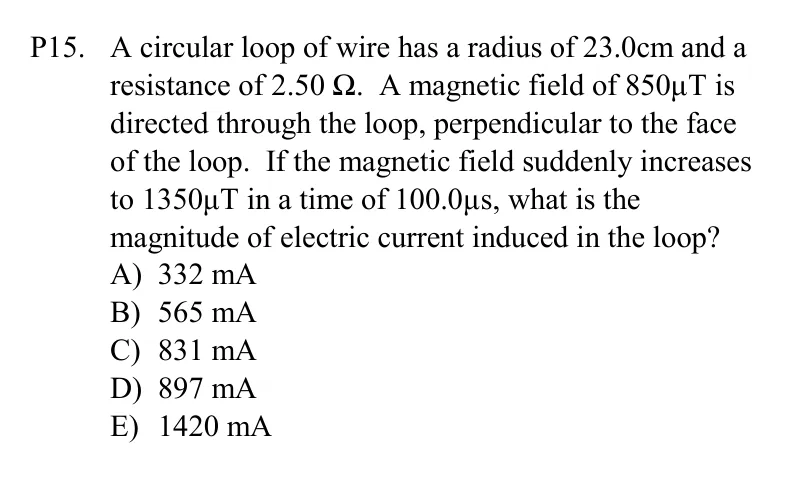 P15. A circular loop of wire has a radius of 23.0cm and a
resistance of 2.50 Ω. A magnetic field of 850µT is
directed through the loop, perpendicular to the face
of the loop. If the magnetic field suddenly increases
to 1350µT in a time of 100.0µs, what is the
magnitude of electric current induced in the loop?
A) 332 mA
B) 565 mA
C) 831 mA
D) 897 mA
E) 1420 mA